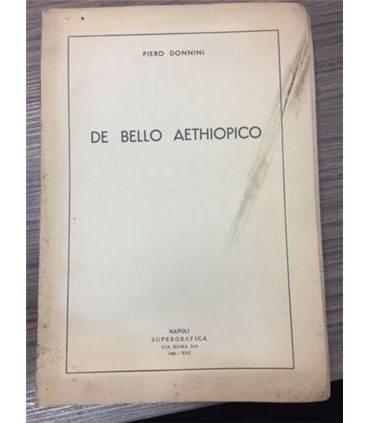 PIERO DONNINI
DE BELLO AETHIOPICO
NAPOLI
SUPERGRAFICA
VIA ROMA